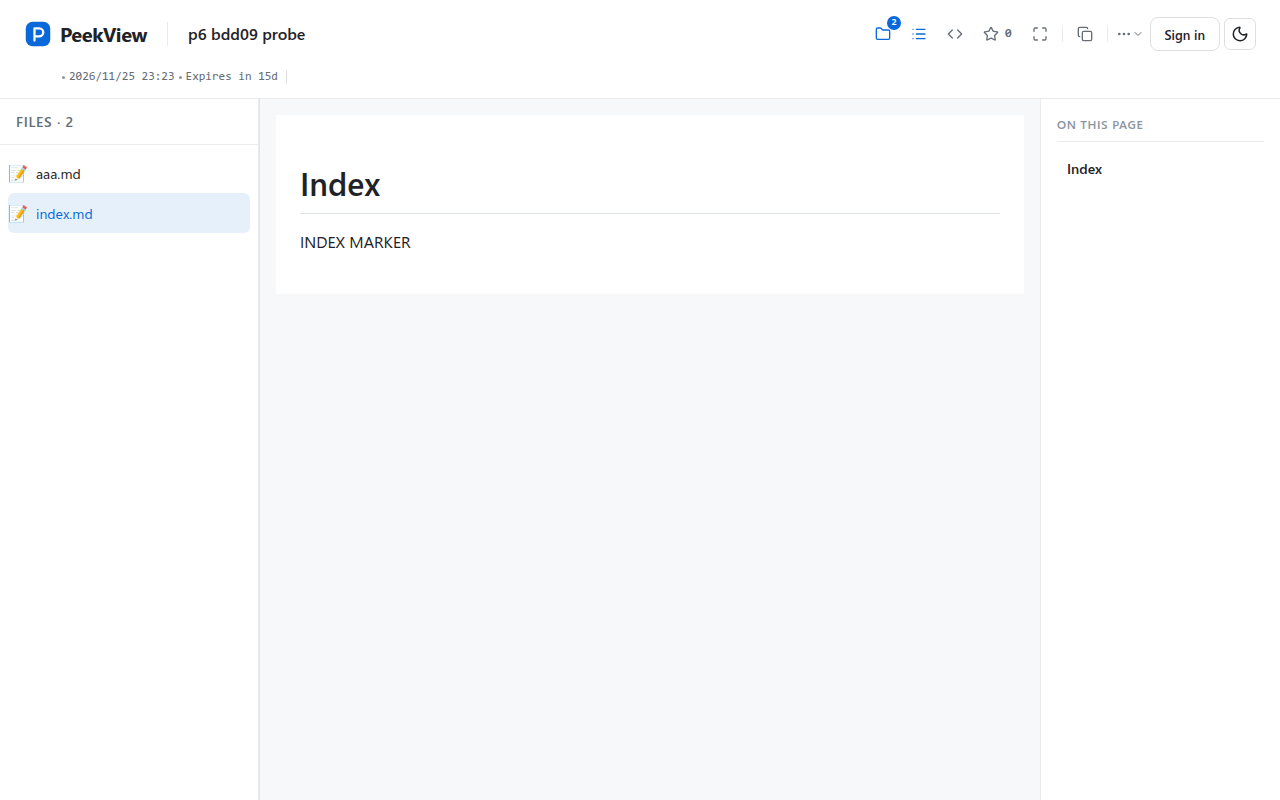 PeekView
p6 bdd09 probe
2
0
Sign in
• 2026/11/25 23:23 • Expires in 15d
FILES · 2
aaa.md
index.md
Index
INDEX MARKER
ON THIS PAGE
Index